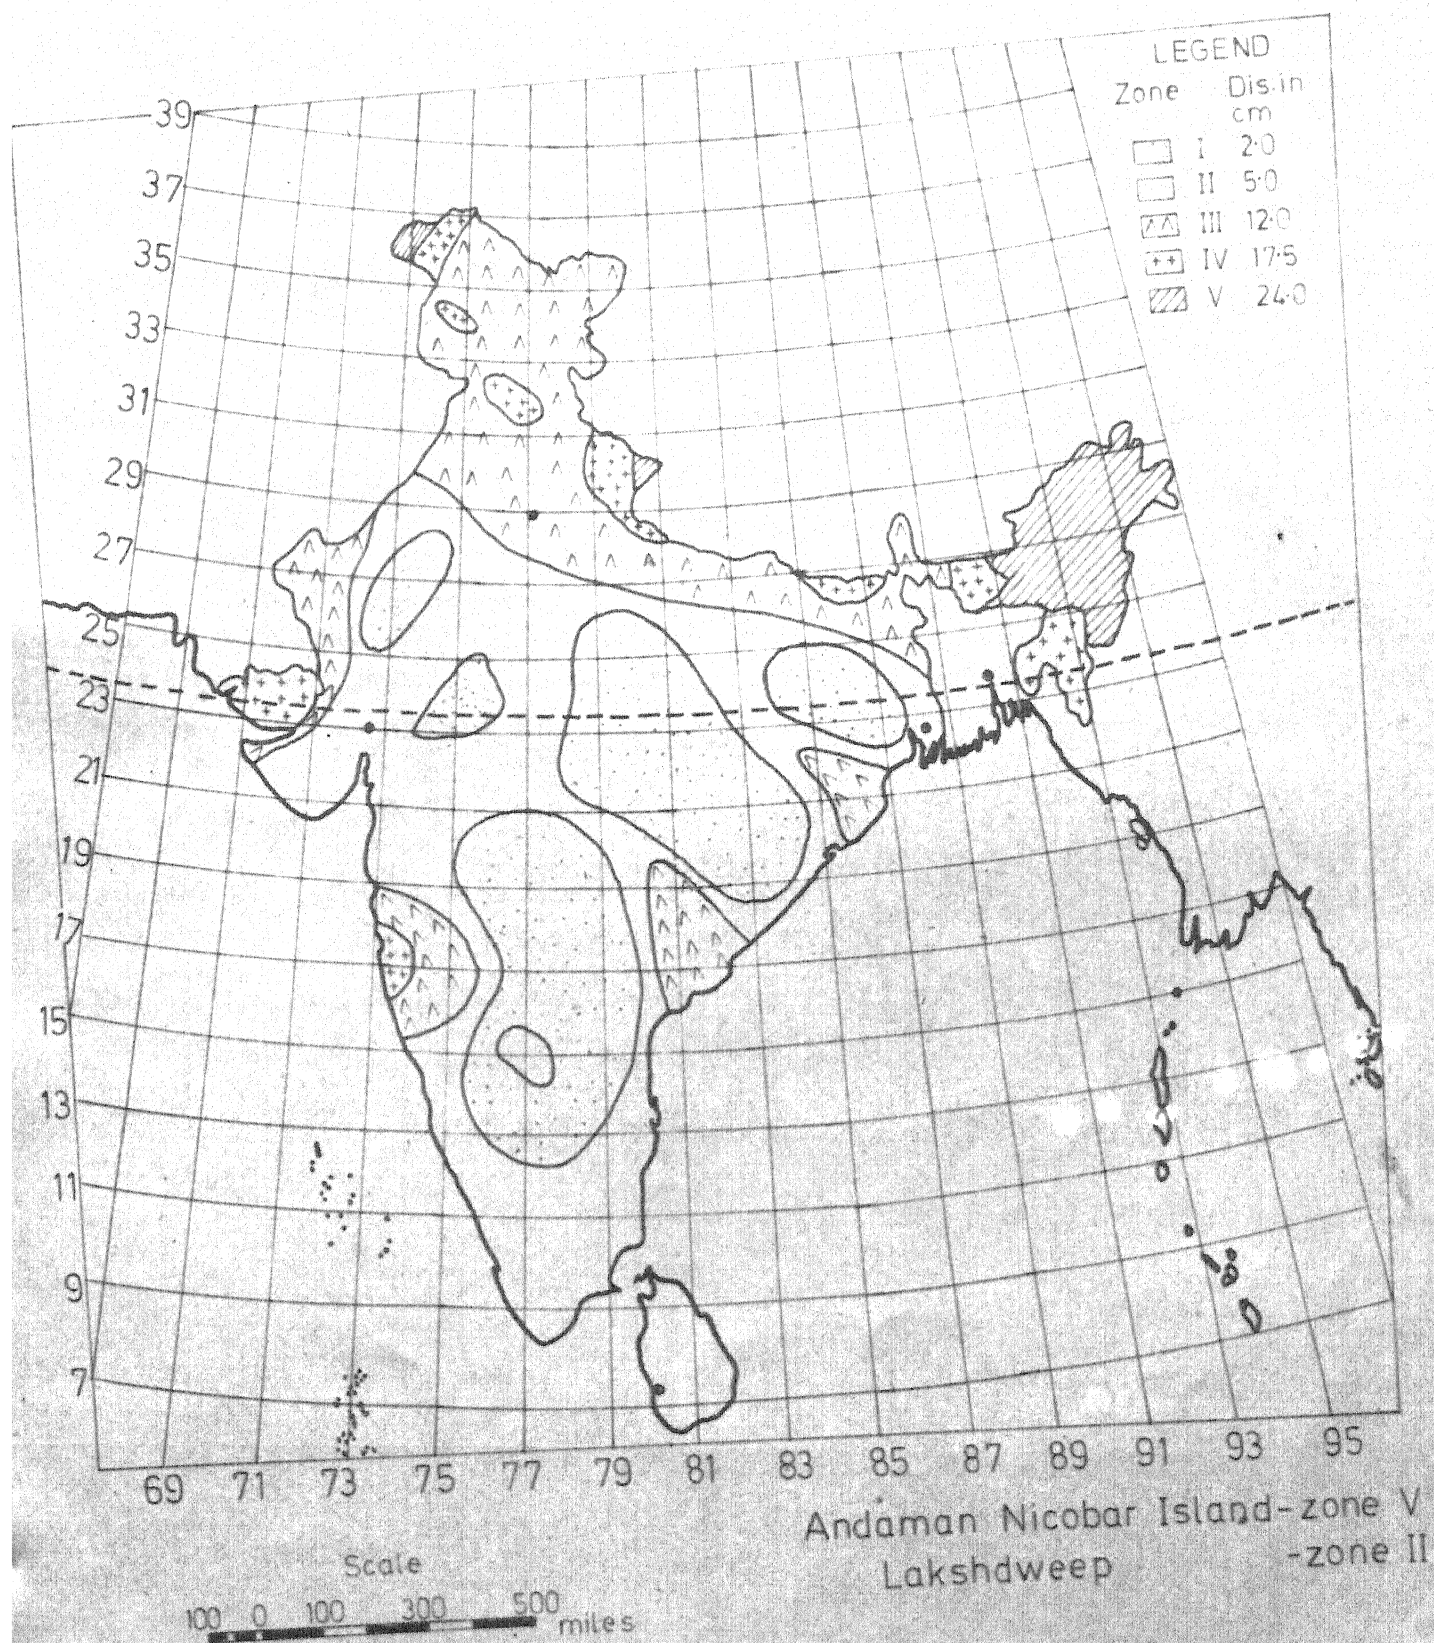 LEGEND
Zone Dis.in cm
I 2·0
II 5·0
III 12·0
IV 17·5
V 24·0
39
37
35
33
31
29
27
25
23
21
19
17
15
13
11
9
7
69 71 73 75 77 79 81 83 85 87 89 91 93 95
Andaman Nicobar Island-zone V
Lakshdweep -zone II
Scale
100 0 100 300 500 miles